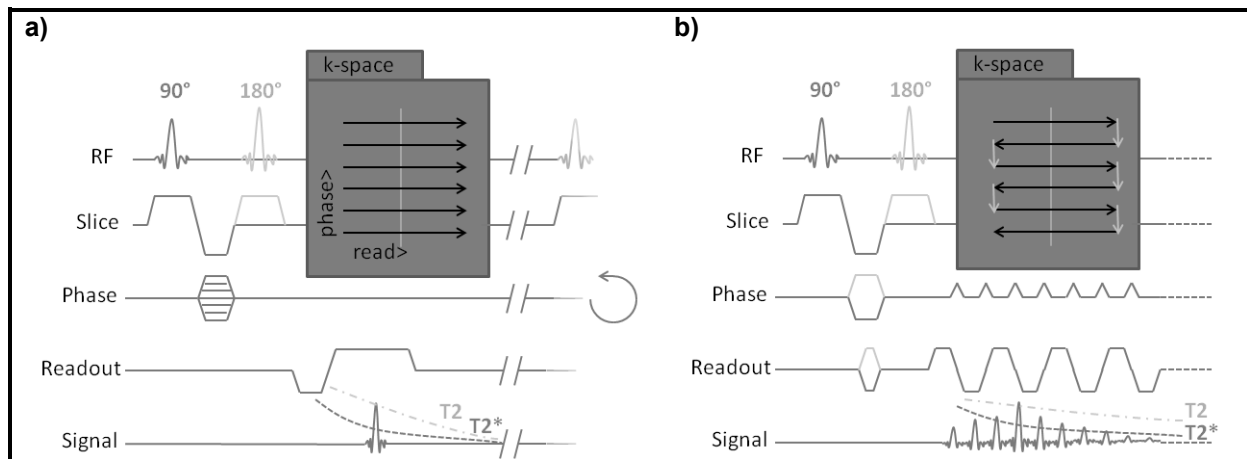 a)
k-space
90° 180°
RF
Slice
phase>
read>
Phase
Readout
T2
T2*
Signal
b)
k-space
90° 180°
RF
Slice
Phase
Readout
T2
T2*
Signal